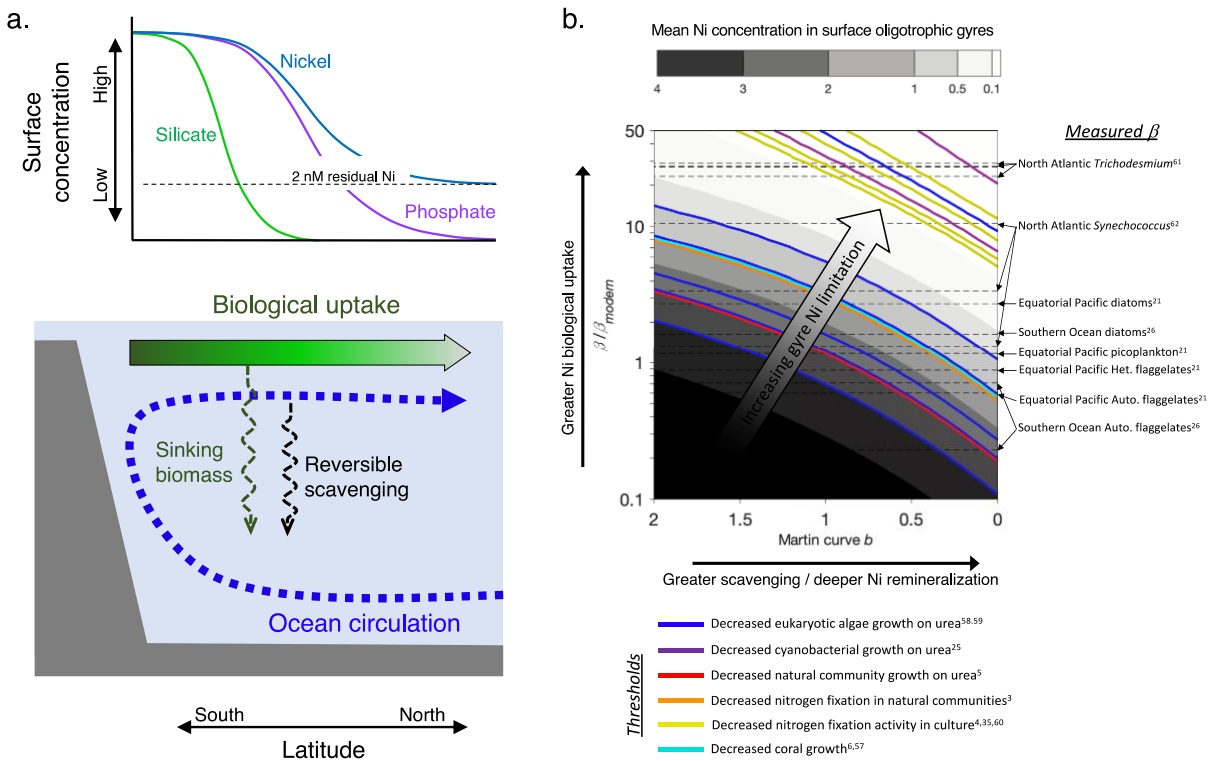 a.
Surface
concentration
High
Low
Nickel
Silicate
2 nM residual Ni
Phosphate
Biological uptake
Sinking
biomass
Reversible
scavenging
Ocean circulation
South
North
Latitude
b.
Mean Ni concentration in surface oligotrophic gyres
4 3 2 1 0.5 0.1
Greater Ni biological uptake
β / βmodern
50
10
1
0.1
Increasing gyre Ni limitation
2 1.5 1 0.5 0
Martin curve b
Greater scavenging / deeper Ni remineralization
Measured β
North Atlantic Trichodesmium61
North Atlantic Synechococcus62
Equatorial Pacific diatoms21
Southern Ocean diatoms26
Equatorial Pacific picoplankton21
Equatorial Pacific Het. flaggelates21
Equatorial Pacific Auto. flaggelates21
Southern Ocean Auto. flaggelates26
Thresholds
Decreased eukaryotic algae growth on urea58.59
Decreased cyanobacterial growth on urea25
Decreased natural community growth on urea5
Decreased nitrogen fixation in natural communities3
Decreased nitrogen fixation activity in culture4,35,60
Decreased coral growth6,57